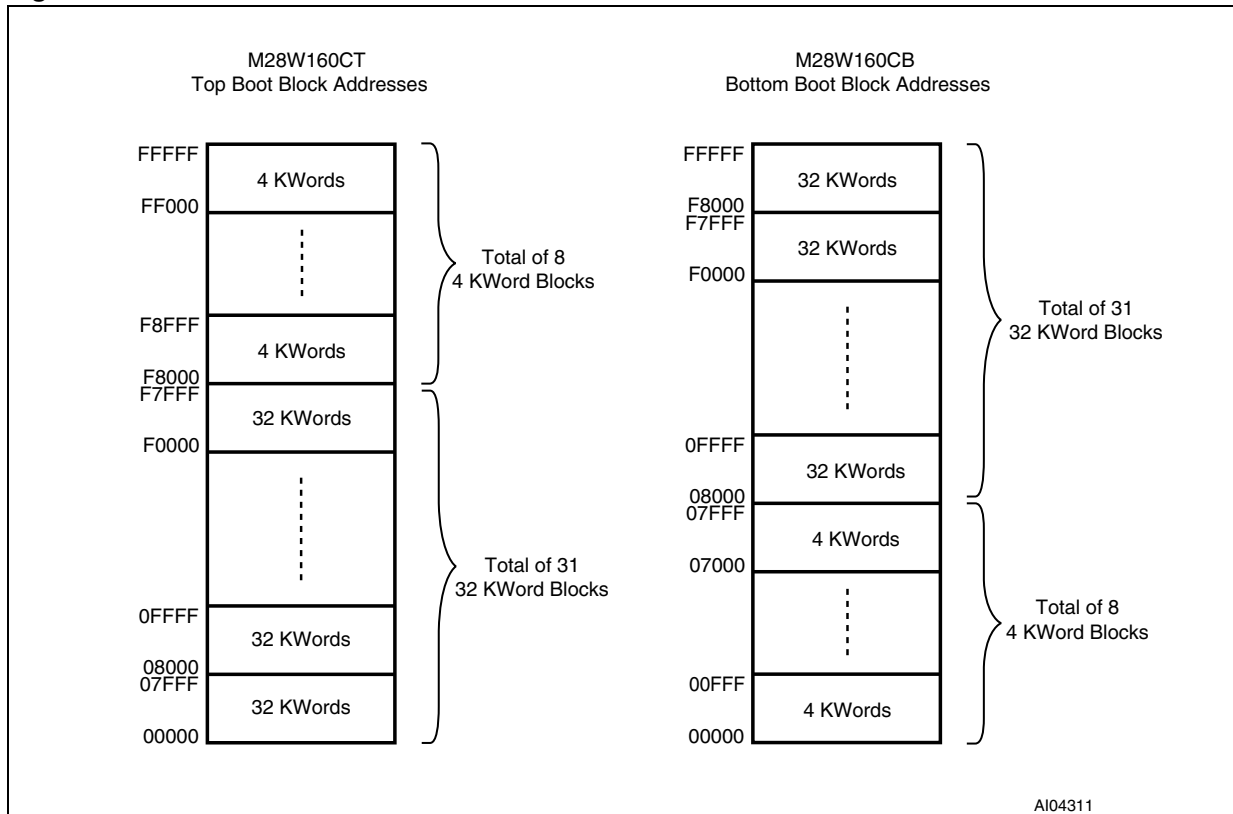 M28W160CT
Top Boot Block Addresses
FFFFF
4 KWords
FF000
Total of 8
4 KWord Blocks
F8FFF
4 KWords
F8000
F7FFF
32 KWords
F0000
Total of 31
32 KWord Blocks
0FFFF
32 KWords
08000
07FFF
32 KWords
00000
M28W160CB
Bottom Boot Block Addresses
FFFFF
32 KWords
F8000
F7FFF
32 KWords
F0000
Total of 31
32 KWord Blocks
0FFFF
32 KWords
08000
07FFF
4 KWords
07000
Total of 8
4 KWord Blocks
00FFF
4 KWords
00000
AI04311